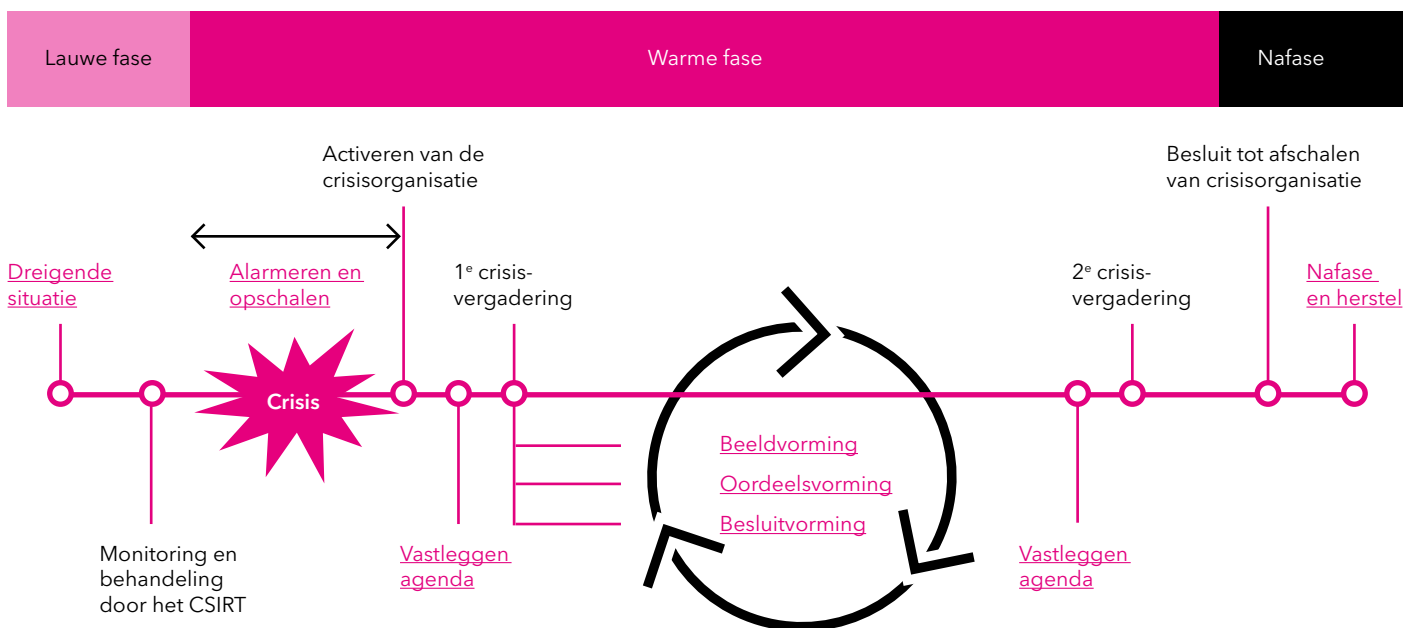 Lauwe fase
Warme fase
Nafase
Activeren van de
crisisorganisatie
Besluit tot afschalen
van crisisorganisatie
Dreigende
situatie
Alarmeren en
opschalen
1e crisis-
vergadering
2e crisis-
vergadering
Nafase
en herstel
Crisis
Beeldvorming
Oordeelsvorming
Besluitvorming
Monitoring en
behandeling
door het CSIRT
Vastleggen
agenda
Vastleggen
agenda